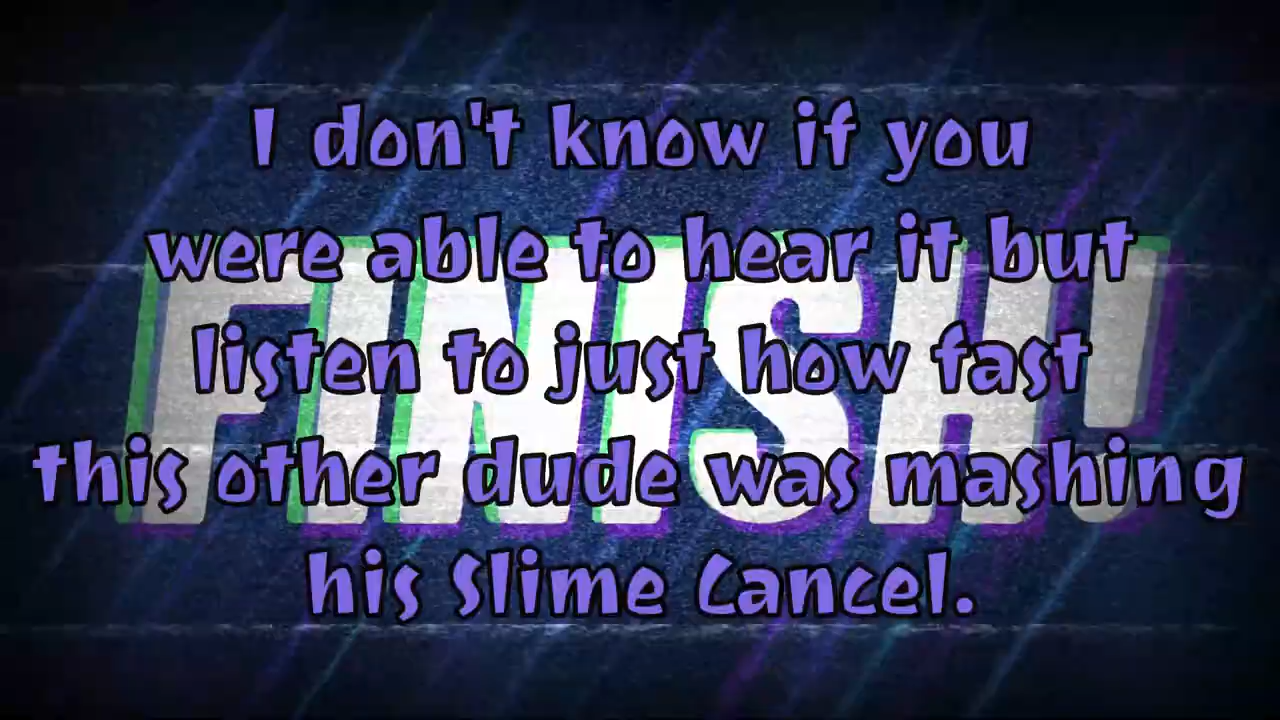 I don't know if you
were able to hear it but
listen to just how fast
this other dude was mashing
his Slime Cancel.
FINISH!